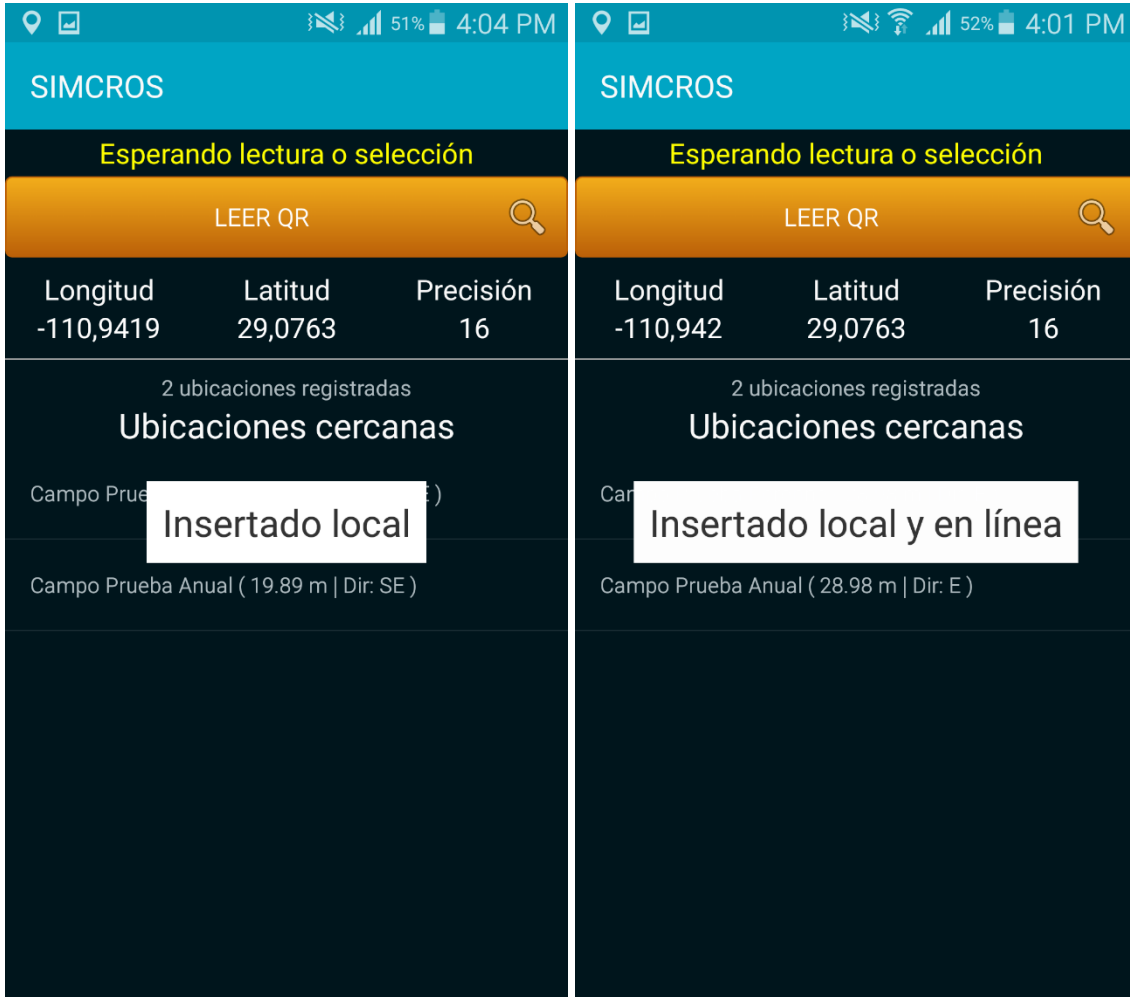 51% 4:04 PM
SIMCROS
Esperando lectura o selección
LEER QR
Longitud Latitud Precisión
-110,9419 29,0763 16
2 ubicaciones registradas
Ubicaciones cercanas
Campo )
Insertado local
Campo Prueba Anual ( 19.89 m | Dir: SE )
52% 4:01 PM
SIMCROS
Esperando lectura o selección
LEER QR
Longitud Latitud Precisión
-110,942 29,0763 16
2 ubicaciones registradas
Ubicaciones cercanas
Insertado local y en línea
Campo Prueba Anual ( 28.98 m | Dir: E )